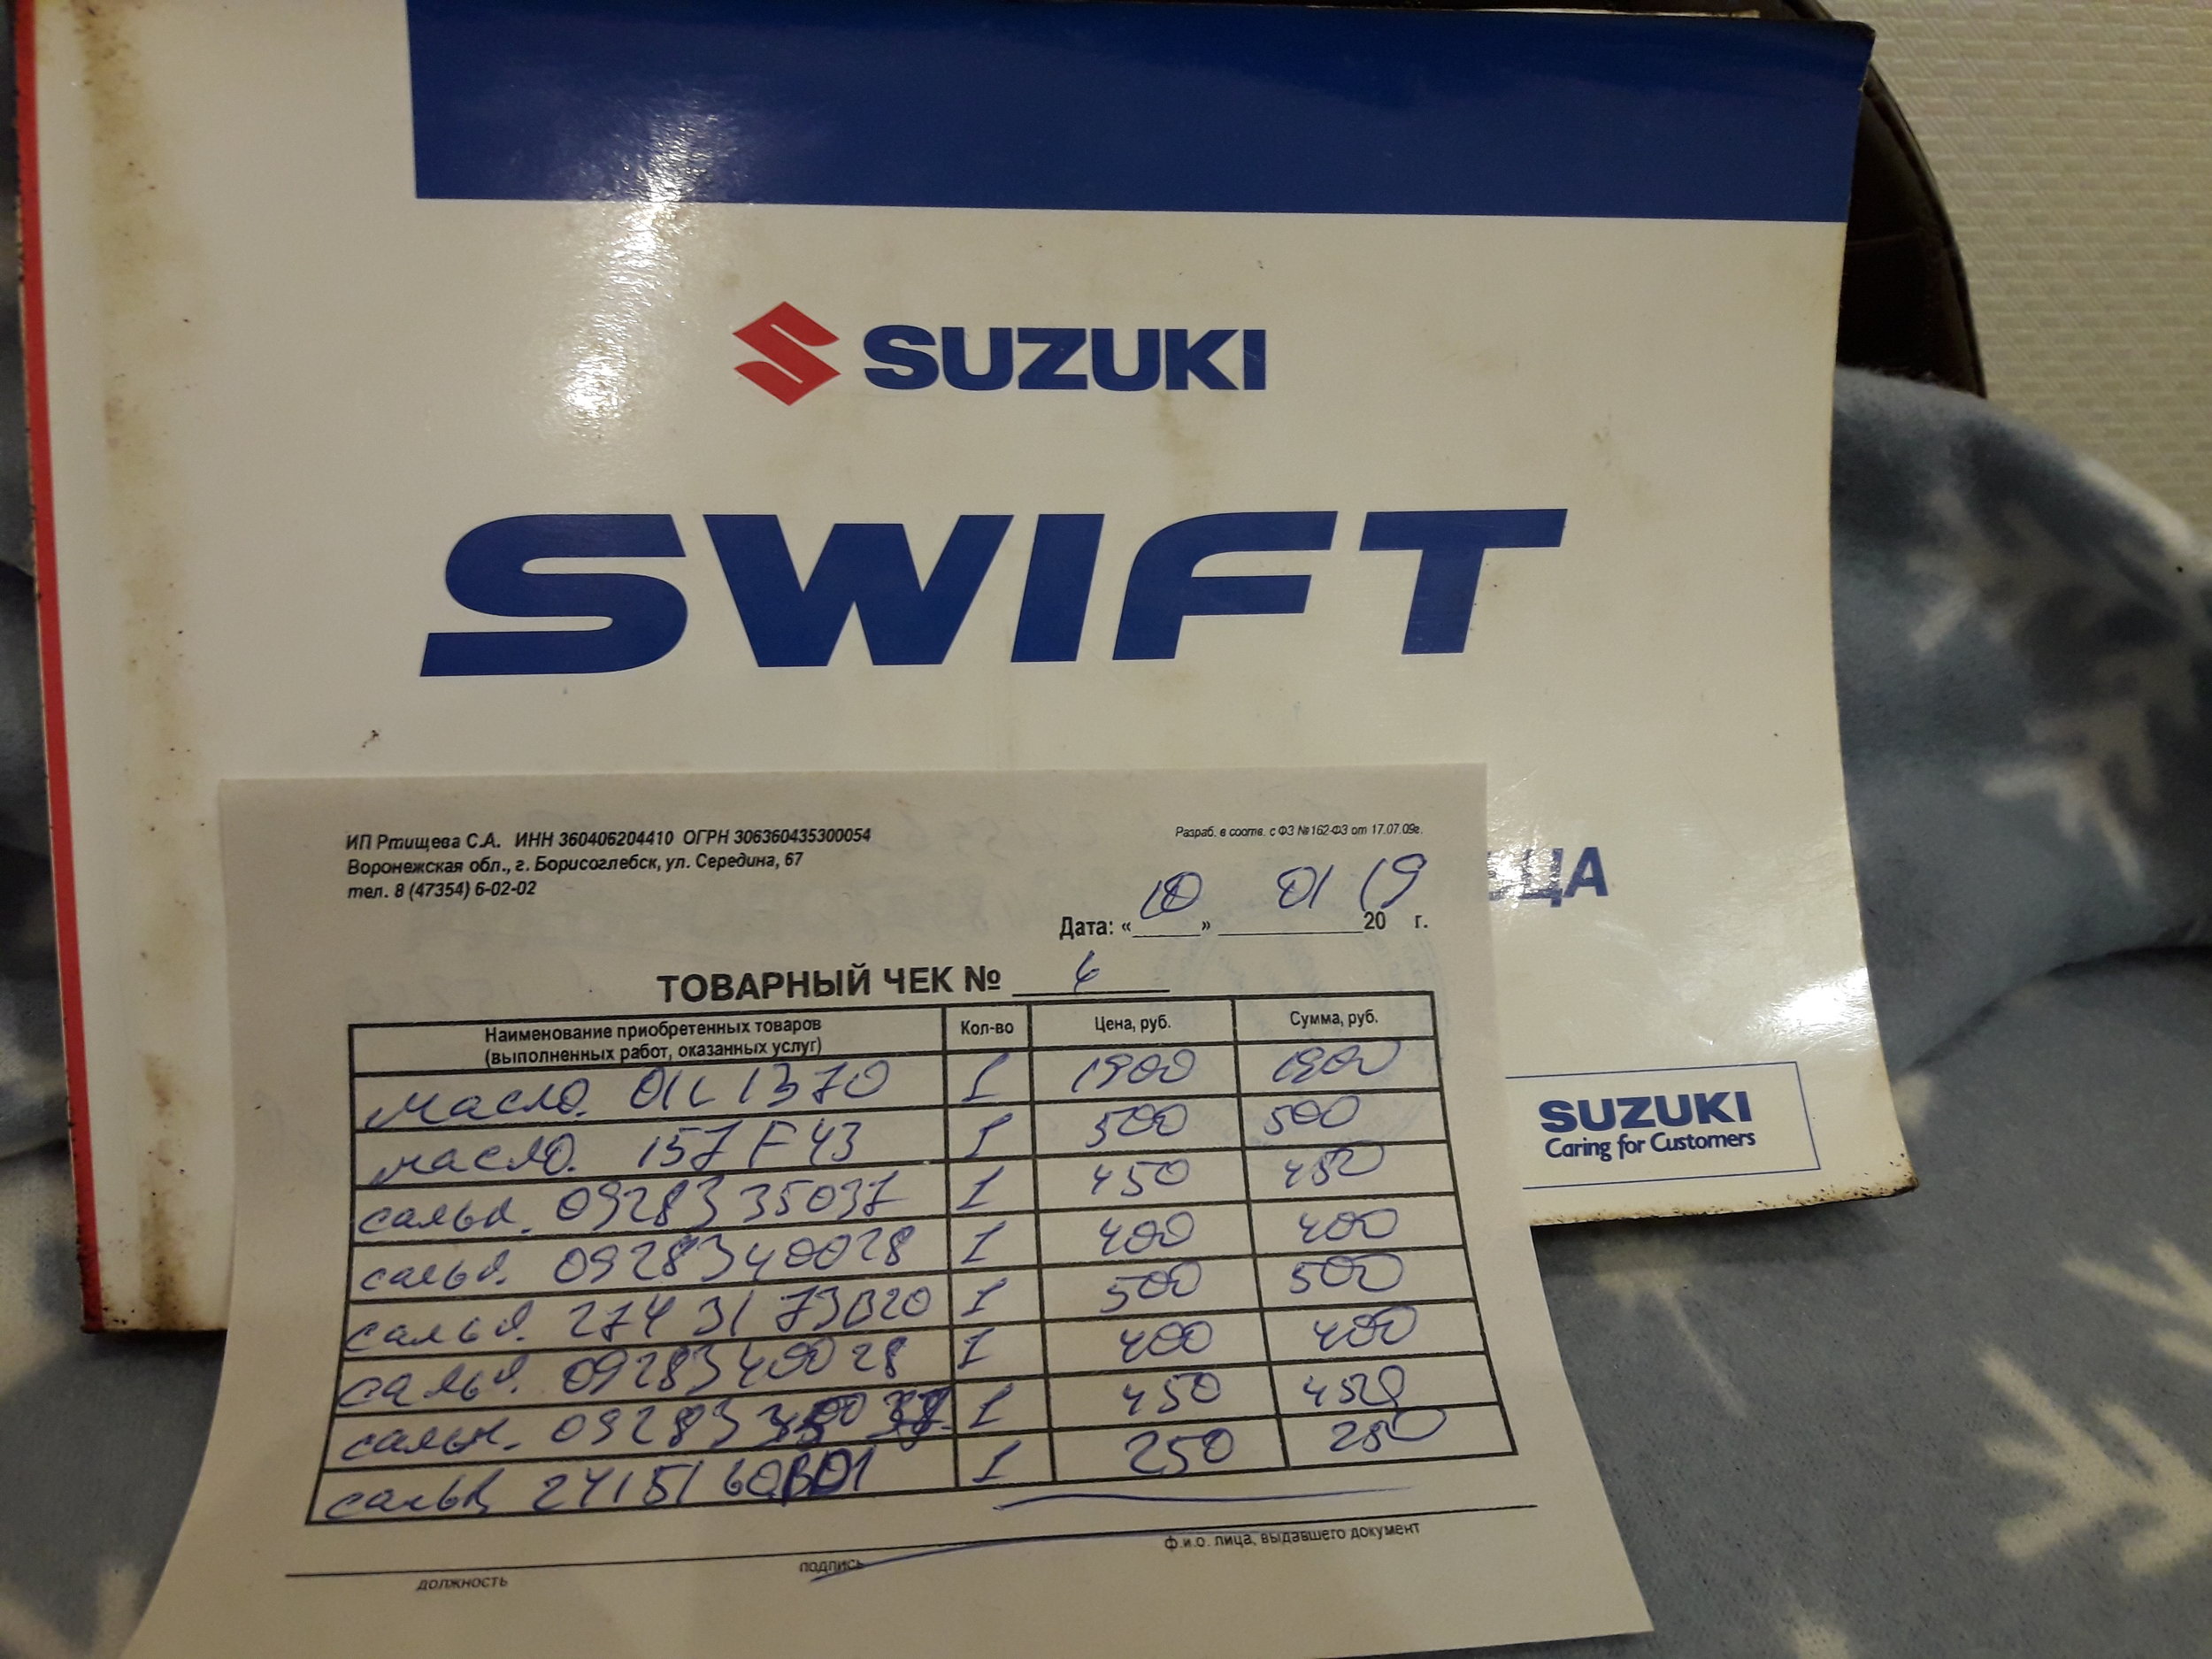 SUZUKI
SWIFT
ЦА
SUZUKI
Caring for Customers
ИП Ртищева С.А. ИНН 360406204410 ОГРН 306360435300054
Воронежская обл., г. Борисоглебск, ул. Середина, 67
тел. 8 (47354) 6-02-02
Разраб. в соотв. с ФЗ №162-ФЗ от 17.07.09г.
Дата: «10» 01 2019 г.
ТОВАРНЫЙ ЧЕК № 6
Наименование приобретенных товаров (выполненных работ, оказанных услуг) Кол-во Цена, руб. Сумма, руб.
масло. OIL 1370 1 1900 1900
масло. 157F43 1 500 500
сальн. 0928335037 1 450 450
сальн. 0928340028 1 400 400
сальн. 2743173B20 1 500 500
сальн. 0928340028 1 400 400
сальн. 1 450 450
сальн 2415160B01 1 250 250
должность подпись ф.и.о. лица, выдавшего документ